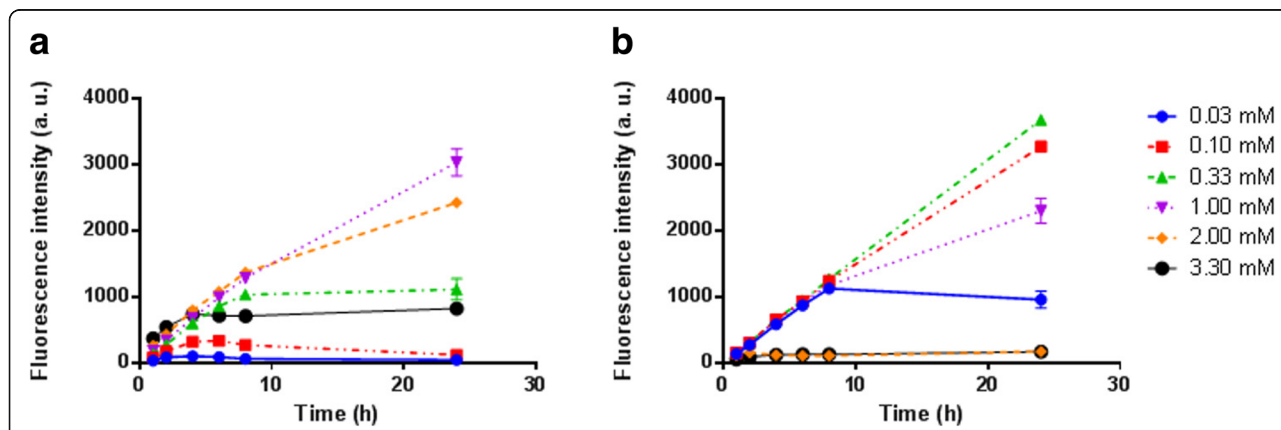 a
b
Fluorescence intensity (a. u.)
4000
3000
2000
1000
0
0
10
20
30
Time (h)
Fluorescence intensity (a. u.)
4000
3000
2000
1000
0
0
10
20
30
Time (h)
0.03 mM
0.10 mM
0.33 mM
1.00 mM
2.00 mM
3.30 mM